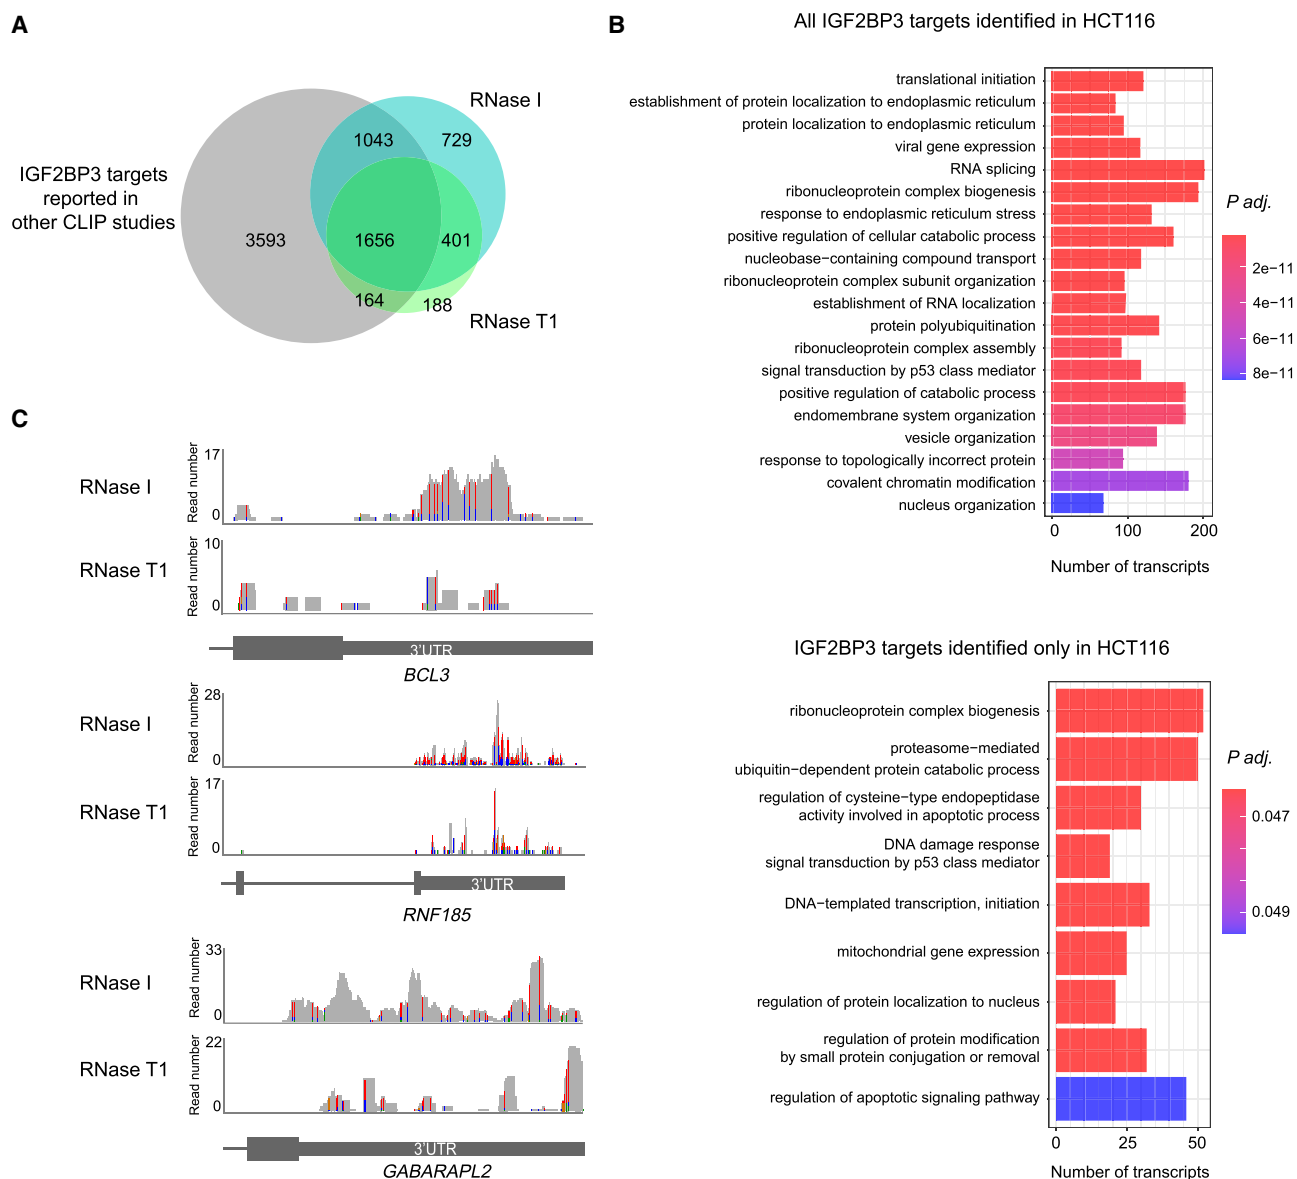 A
RNase I
1043
729
IGF2BP3 targets
reported in
other CLIP studies
3593
1656
401
164
188
RNase T1
B
All IGF2BP3 targets identified in HCT116
translational initiation
establishment of protein localization to endoplasmic reticulum
protein localization to endoplasmic reticulum
viral gene expression
RNA splicing
ribonucleoprotein complex biogenesis
response to endoplasmic reticulum stress
positive regulation of cellular catabolic process
nucleobase−containing compound transport
ribonucleoprotein complex subunit organization
establishment of RNA localization
protein polyubiquitination
ribonucleoprotein complex assembly
signal transduction by p53 class mediator
positive regulation of catabolic process
endomembrane system organization
vesicle organization
response to topologically incorrect protein
covalent chromatin modification
nucleus organization
0 100 200
Number of transcripts
P adj.
2e−11
4e−11
6e−11
8e−11
IGF2BP3 targets identified only in HCT116
ribonucleoprotein complex biogenesis
proteasome−mediated
ubiquitin−dependent protein catabolic process
regulation of cysteine−type endopeptidase
activity involved in apoptotic process
DNA damage response
signal transduction by p53 class mediator
DNA−templated transcription, initiation
mitochondrial gene expression
regulation of protein localization to nucleus
regulation of protein modification
by small protein conjugation or removal
regulation of apoptotic signaling pathway
0 25 50
Number of transcripts
P adj.
0.047
0.049
C
RNase I
Read number
17
0
RNase T1
Read number
10
0
3'UTR
BCL3
RNase I
Read number
28
0
RNase T1
Read number
17
0
3'UTR
RNF185
RNase I
Read number
33
0
RNase T1
Read number
22
0
3'UTR
GABARAPL2